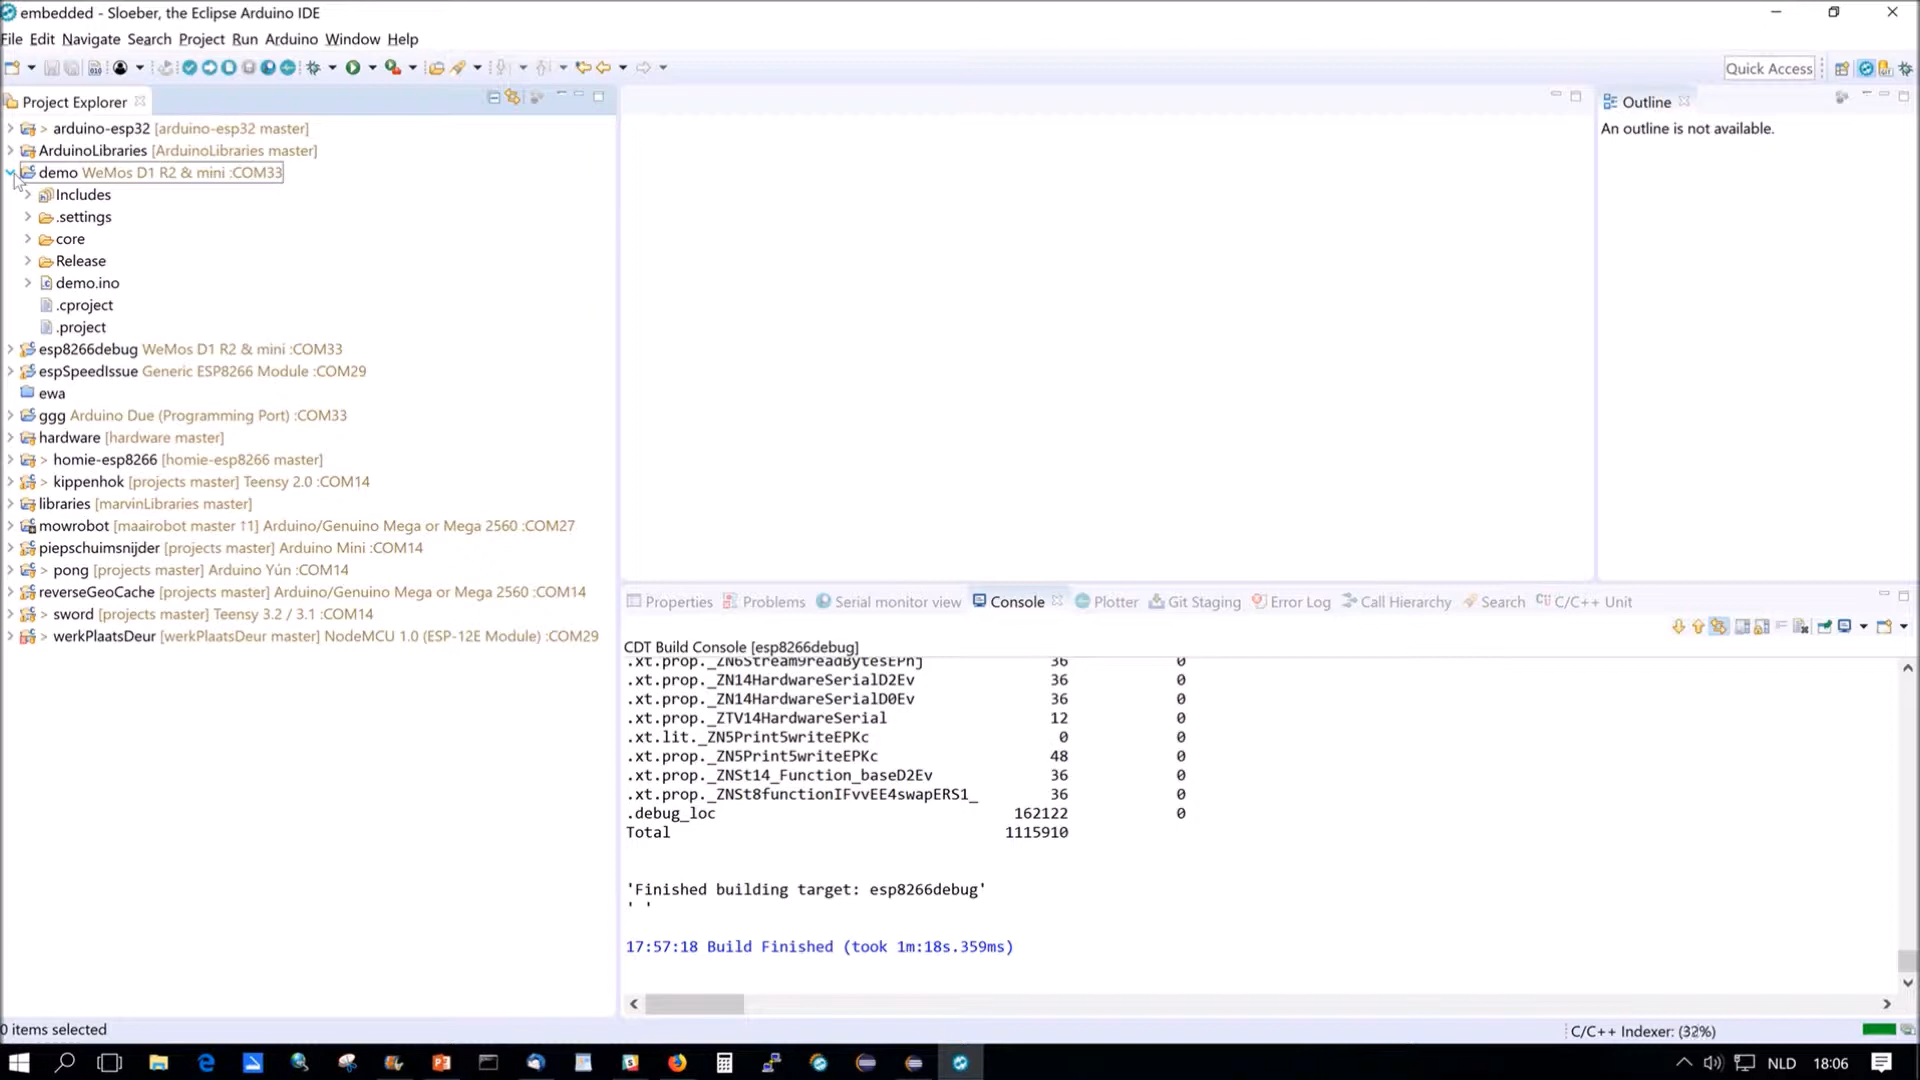 embedded - Sloeber, the Eclipse Arduino IDE
File Edit Navigate Search Project Run Arduino Window Help
Quick Access
Project Explorer
> arduino-esp32 [arduino-esp32 master]
ArduinoLibraries [ArduinoLibraries master]
demo WeMos D1 R2 & mini :COM33
Includes
.settings
core
Release
demo.ino
.cproject
.project
esp8266debug WeMos D1 R2 & mini :COM33
espSpeedIssue Generic ESP8266 Module :COM29
ewa
ggg Arduino Due (Programming Port) :COM33
hardware [hardware master]
> homie-esp8266 [homie-esp8266 master]
> kippenhok [projects master] Teensy 2.0 :COM14
libraries [marvinLibraries master]
mowrobot [maairobot master ↑1] Arduino/Genuino Mega or Mega 2560 :COM27
piepschuimsnijder [projects master] Arduino Mini :COM14
> pong [projects master] Arduino Yún :COM14
reverseGeoCache [projects master] Arduino/Genuino Mega or Mega 2560 :COM14
> sword [projects master] Teensy 3.2 / 3.1 :COM14
> werkPlaatsDeur [werkPlaatsDeur master] NodeMCU 1.0 (ESP-12E Module) :COM29
Outline
An outline is not available.
Properties Problems Serial monitor view Console Plotter Git Staging Error Log Call Hierarchy Search C/C++ Unit
CDT Build Console [esp8266debug]
.xt.prop._ZN6Stream9readBytesEPhj 36 0
.xt.prop._ZN14HardwareSerialD2Ev 36 0
.xt.prop._ZN14HardwareSerialD0Ev 36 0
.xt.prop._ZTV14HardwareSerial 12 0
.xt.lit._ZN5Print5writeEPKc 0 0
.xt.prop._ZN5Print5writeEPKc 48 0
.xt.prop._ZNSt14_Function_baseD2Ev 36 0
.xt.prop._ZNSt8functionIFvvEE4swapERS1_ 36 0
.debug_loc 162122 0
Total 1115910
'Finished building target: esp8266debug'
' '
17:57:18 Build Finished (took 1m:18s.359ms)
0 items selected
C/C++ Indexer: (32%)
NLD 18:06